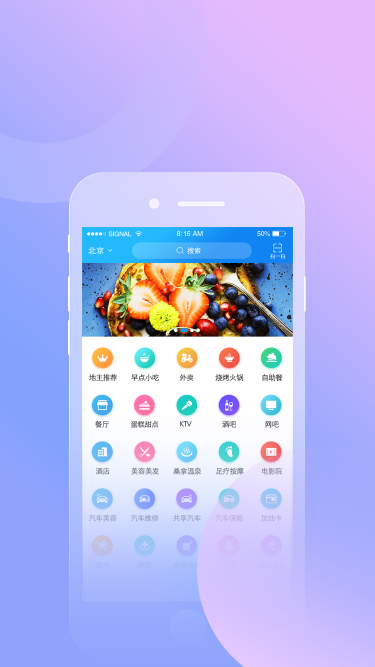 SIGNAL 8:16 AM 50%
北京 搜索 扫一扫
地主推荐 早点小吃 外卖 烧烤火锅 自助餐
餐厅 蛋糕甜点 KTV 酒吧 网吧
酒店 美容美发 桑拿温泉 足疗按摩 电影院
汽车美容 汽车维修 共享汽车 汽车保险 加油卡